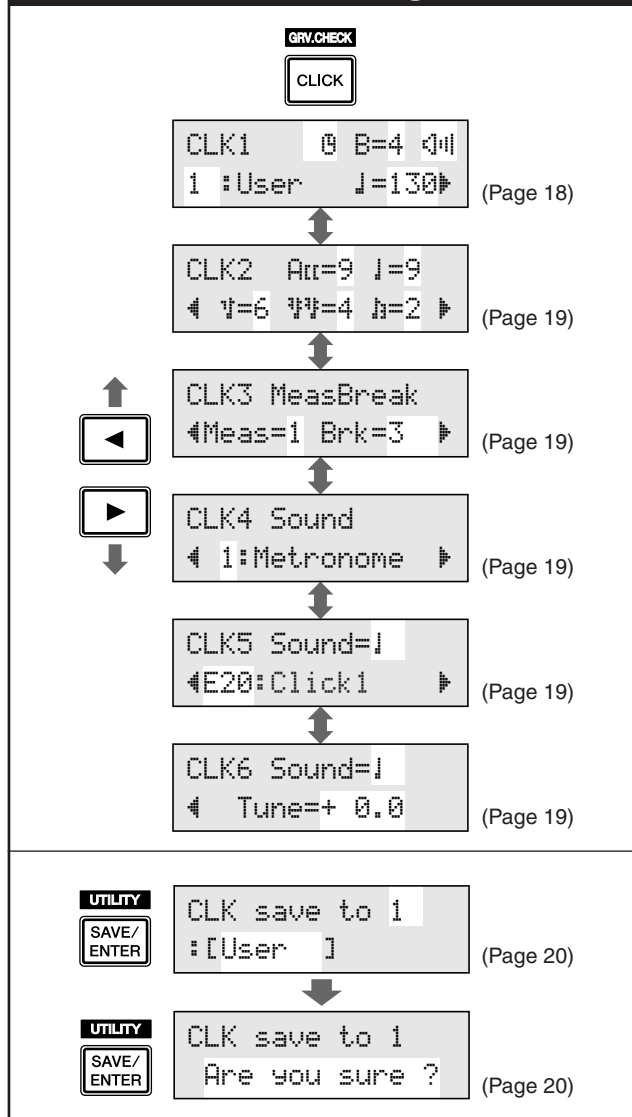 GRV.CHECK
CLICK
CLK1 B=4
1 :User ♩=130
(Page 18)
CLK2 Acc=9 ♩=9
=6 =4 =2
(Page 19)
CLK3 MeasBreak
Meas=1 Brk=3
(Page 19)
CLK4 Sound
1:Metronome
(Page 19)
CLK5 Sound=♩
E20:Click1
(Page 19)
CLK6 Sound=♩
Tune=+ 0.0
(Page 19)
UTILITY
SAVE/
ENTER
CLK save to 1
:[User ]
(Page 20)
UTILITY
SAVE/
ENTER
CLK save to 1
Are you sure ?
(Page 20)